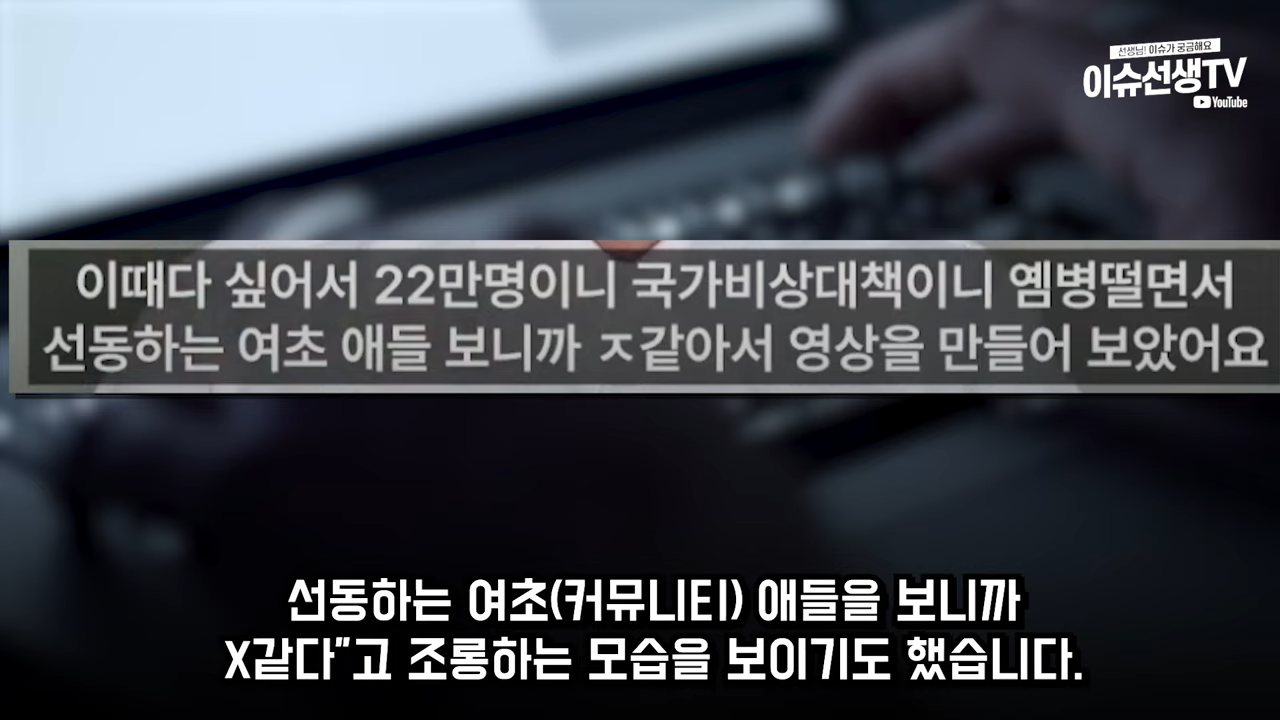 선생님! 이슈가 궁금해요
이슈선생TV
YouTube
이때다 싶어서 22만명이니 국가비상대책이니 옘병떨면서
선동하는 여초 애들 보니까 ㅈ같아서 영상을 만들어 보았어요
선동하는 여초(커뮤니티) 애들을 보니까
X같다"고 조롱하는 모습을 보이기도 했습니다.